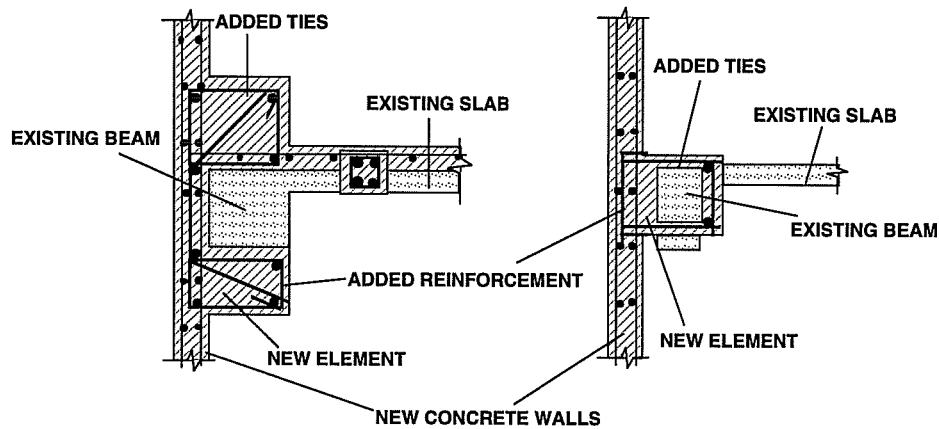 ADDED TIES
ADDED TIES
EXISTING SLAB
EXISTING SLAB
EXISTING BEAM
EXISTING BEAM
ADDED REINFORCEMENT
NEW ELEMENT
NEW ELEMENT
NEW CONCRETE WALLS